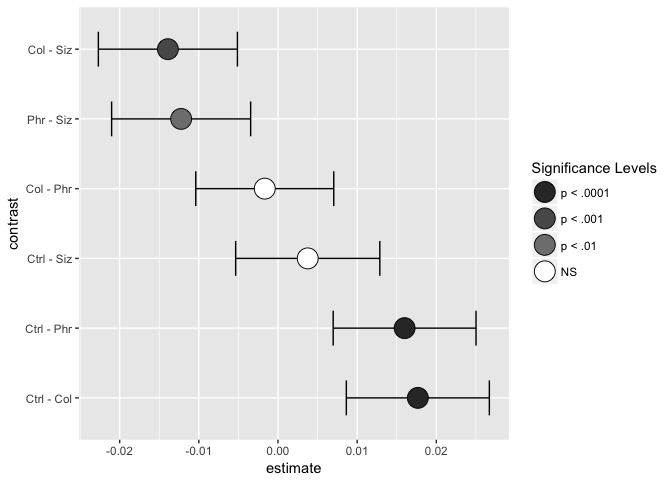 Col - Siz
Phr - Siz
Col - Phr
Ctrl - Siz
Ctrl - Phr
Ctrl - Col
contrast
-0.02 -0.01 0.00 0.01 0.02
estimate
Significance Levels
p < .0001
p < .001
p < .01
NS